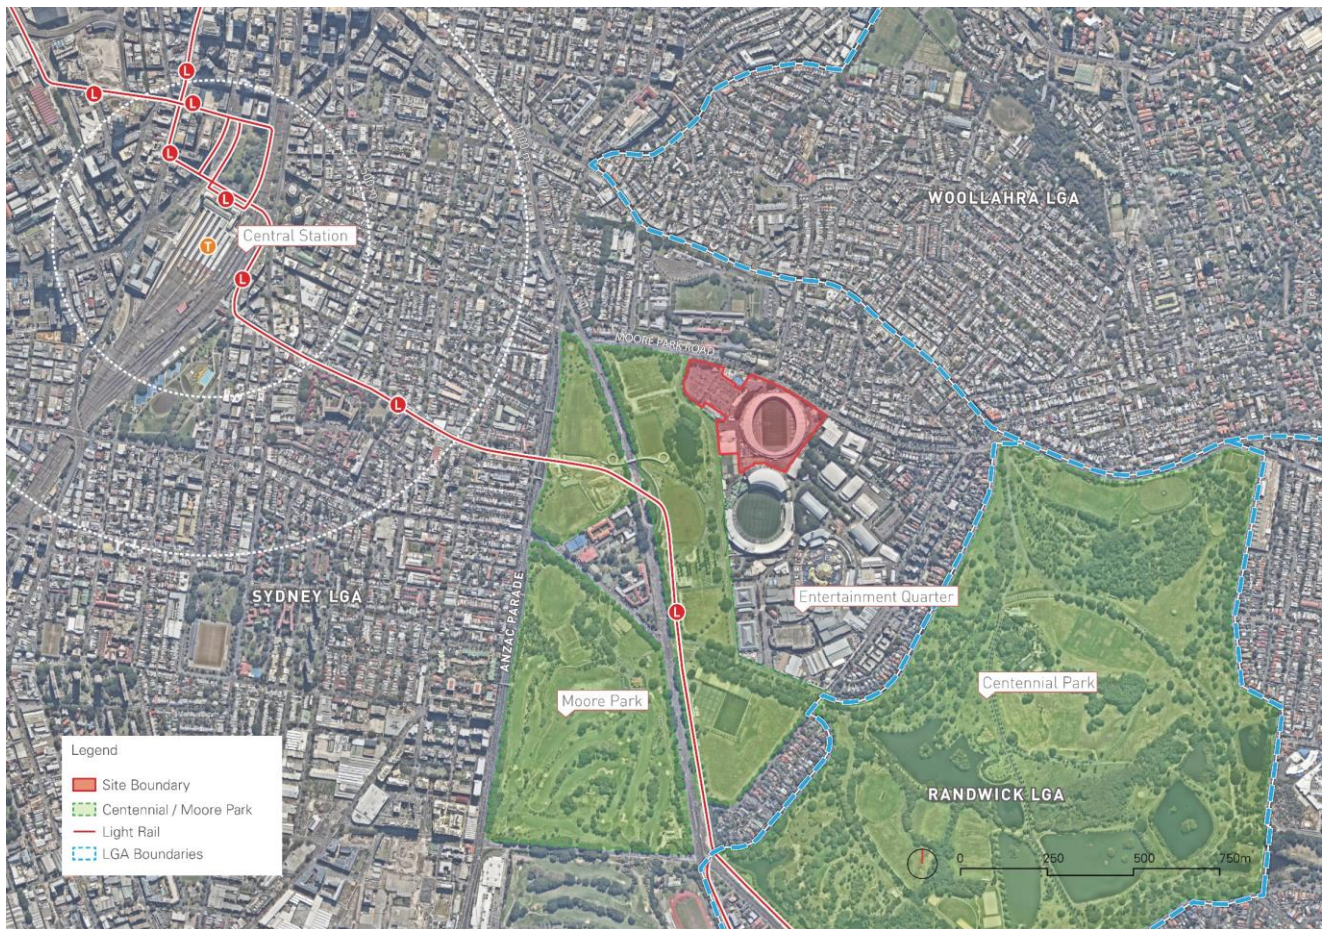 L
L
L
L
L
T
Central Station
L
WOOLLAHRA LGA
MOORE PARK ROAD
L
SYDNEY LGA
ANZAC PARADE
L
Entertainment Quarter
Moore Park
Centennial Park
RANDWICK LGA
Legend
Site Boundary
Centennial / Moore Park
Light Rail
LGA Boundaries
0 250 500 750m